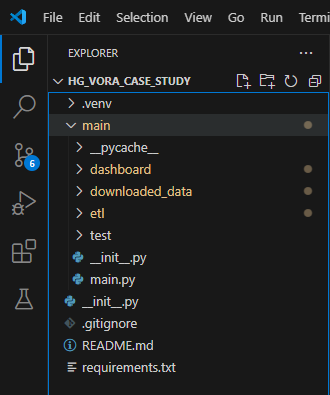 File Edit Selection View Go Run Terminal
EXPLORER
HG_VORA_CASE_STUDY
.venv
main
__pycache__
dashboard
downloaded_data
etl
test
__init__.py
main.py
__init__.py
.gitignore
README.md
requirements.txt
6